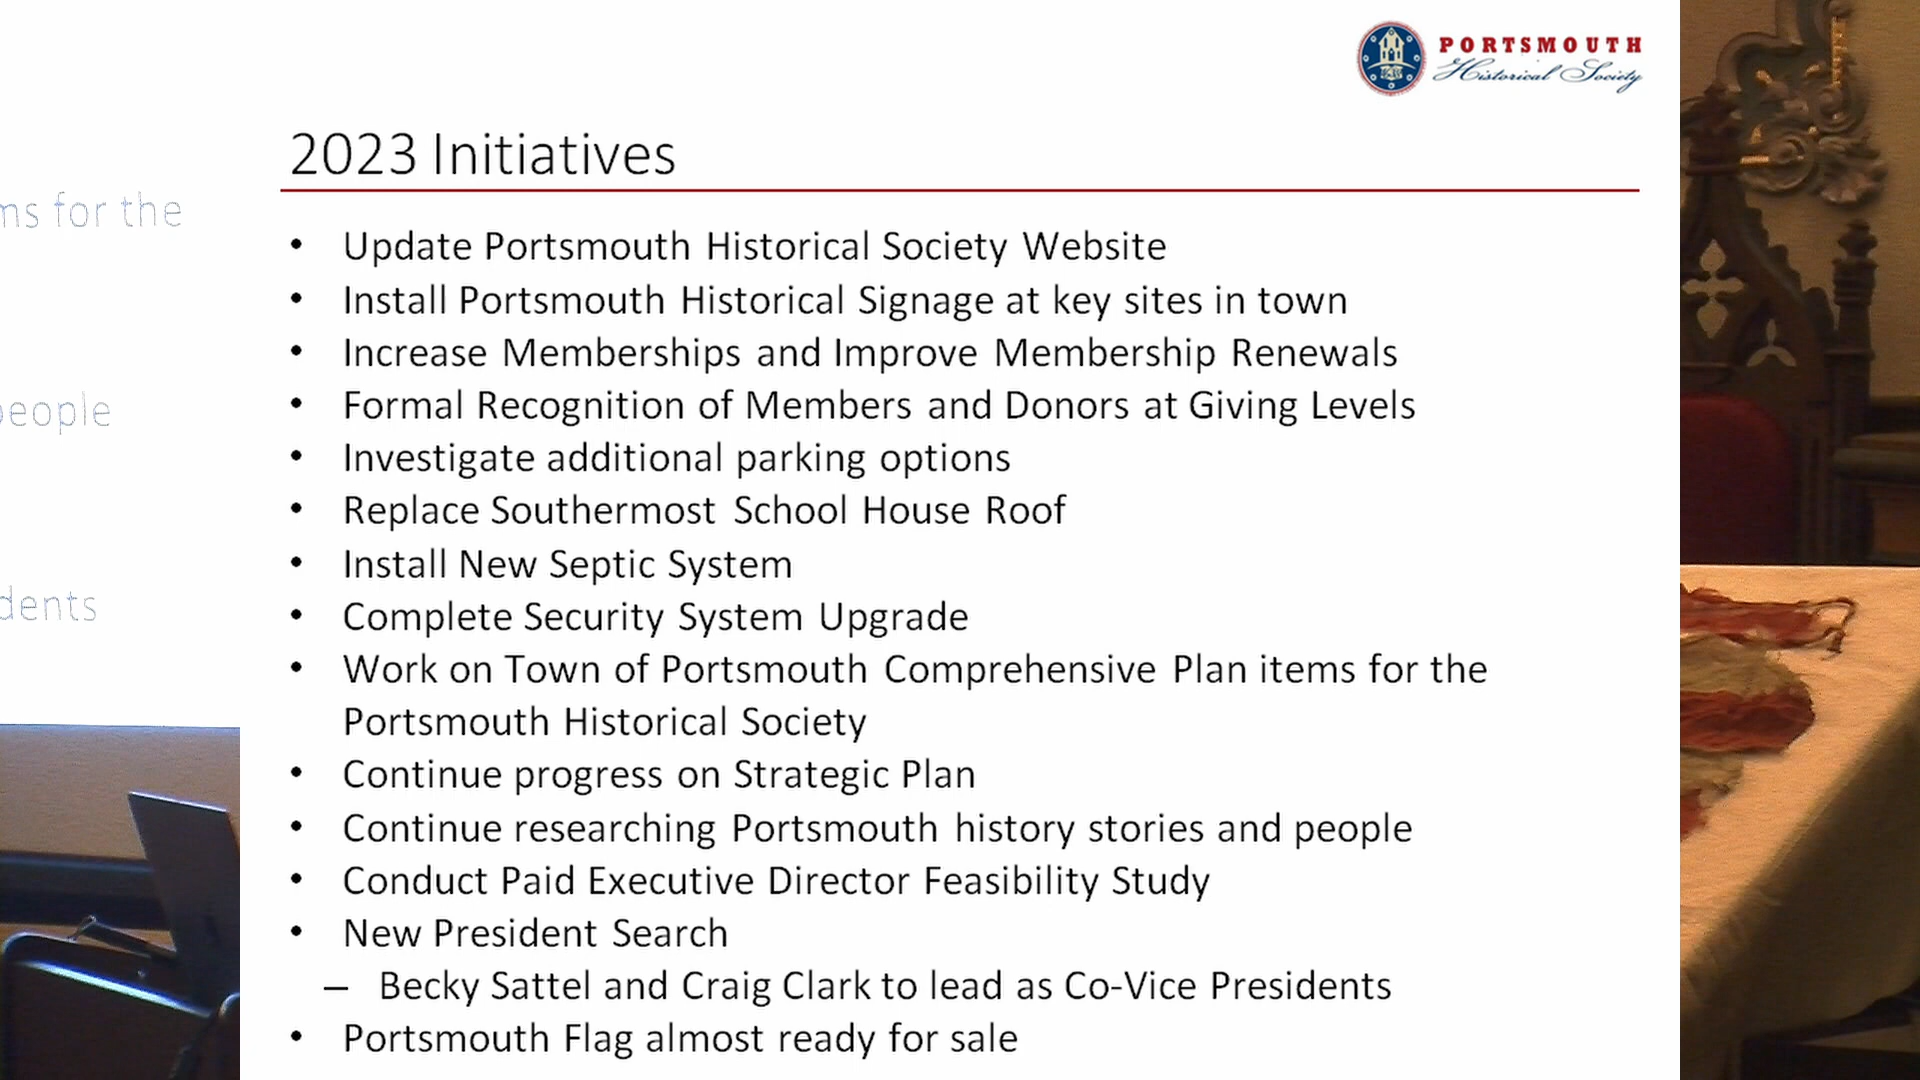 PORTSMOUTH
Historical Society
2023 Initiatives
• Update Portsmouth Historical Society Website
• Install Portsmouth Historical Signage at key sites in town
• Increase Memberships and Improve Membership Renewals
• Formal Recognition of Members and Donors at Giving Levels
• Investigate additional parking options
• Replace Southermost School House Roof
• Install New Septic System
• Complete Security System Upgrade
• Work on Town of Portsmouth Comprehensive Plan items for the
Portsmouth Historical Society
• Continue progress on Strategic Plan
• Continue researching Portsmouth history stories and people
• Conduct Paid Executive Director Feasibility Study
• New President Search
– Becky Sattel and Craig Clark to lead as Co-Vice Presidents
• Portsmouth Flag almost ready for sale
ms for the
people
dents